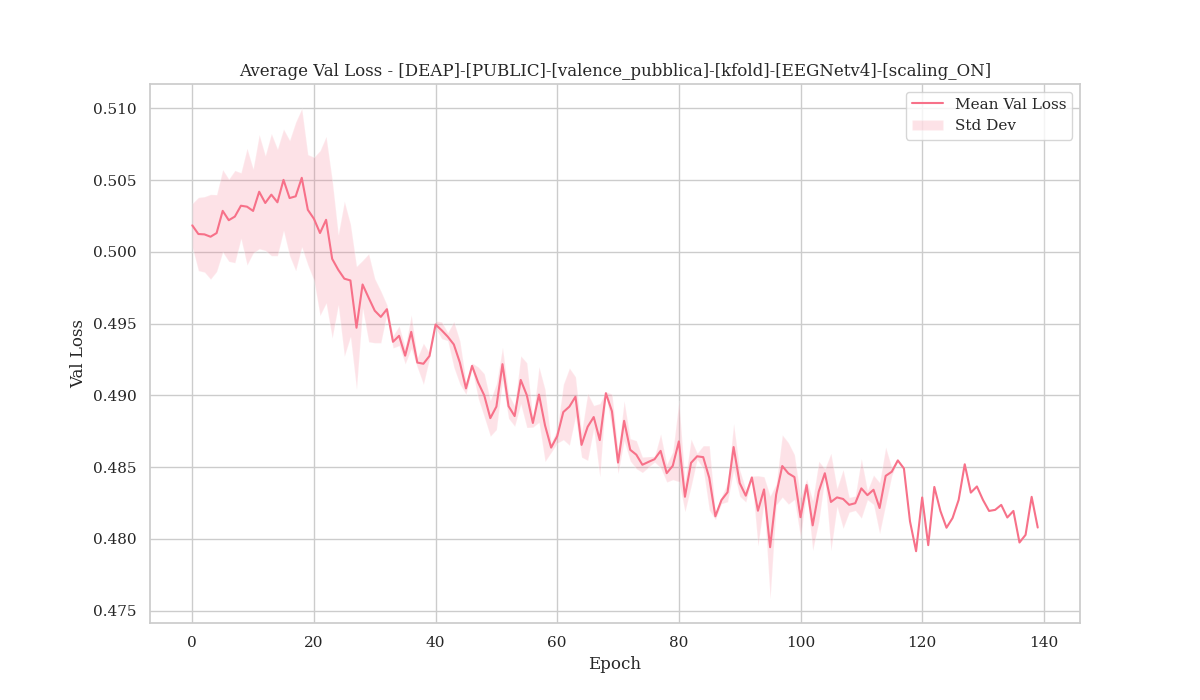 Average Val Loss - [DEAP]-[PUBLIC]-[valence_pubblica]-[kfold]-[EEGNetv4]-[scaling_ON]
Mean Val Loss
Std Dev
0.510
0.505
0.500
0.495
0.490
0.485
0.480
0.475
Val Loss
0 20 40 60 80 100 120 140
Epoch